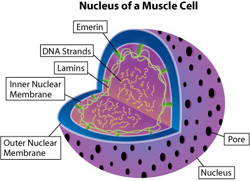 Nucleus of a Muscle Cell
Emerin
DNA Strands
Lamins
Inner Nuclear
Membrane
Outer Nuclear
Membrane
Pore
Nucleus